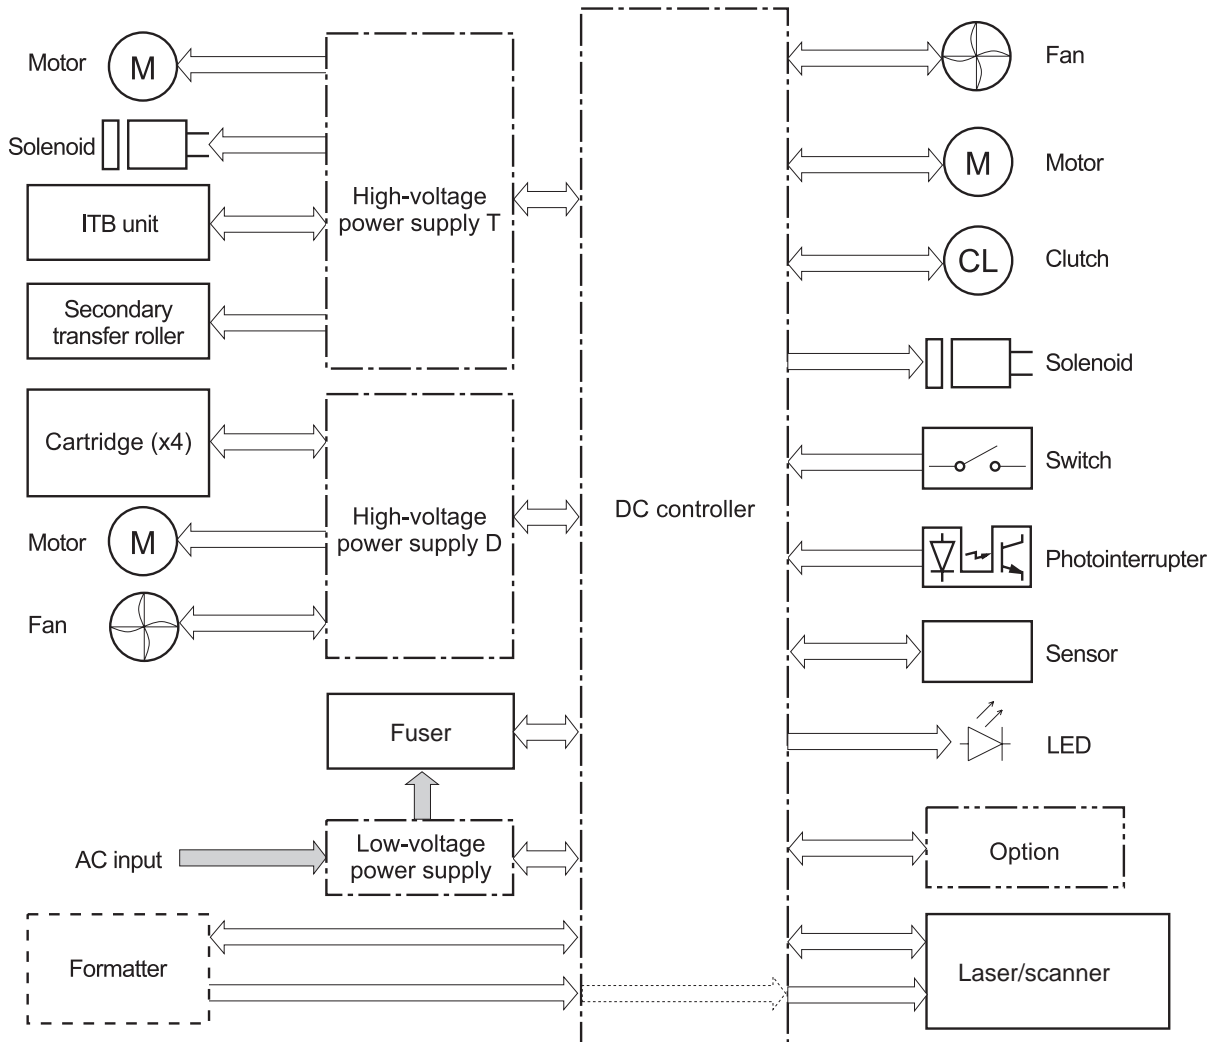 Motor
M
Solenoid
ITB unit
Secondary
transfer roller
High-voltage
power supply T
Cartridge (x4)
Motor
M
Fan
High-voltage
power supply D
Fuser
AC input
Low-voltage
power supply
Formatter
DC controller
Fan
M
Motor
CL
Clutch
Solenoid
Switch
Photointerrupter
Sensor
LED
Option
Laser/scanner